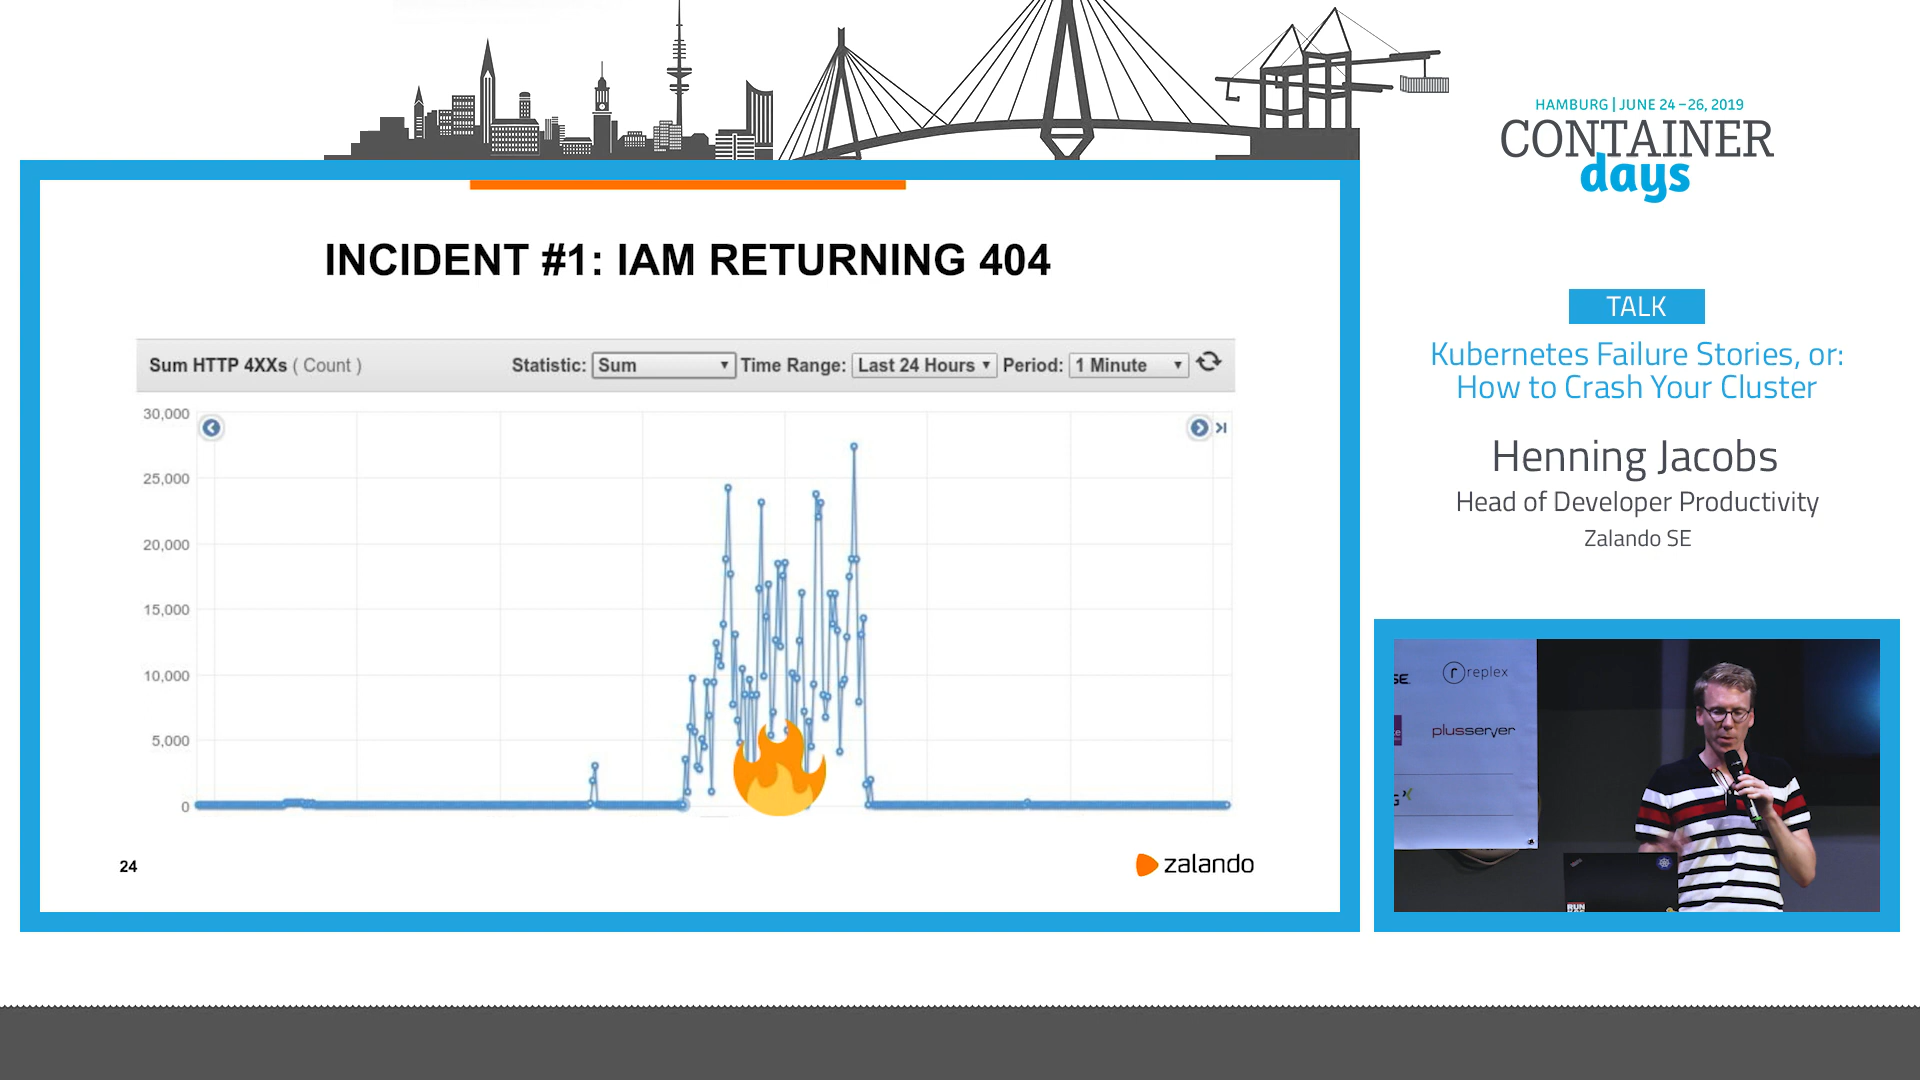 HAMBURG | JUNE 24 – 26, 2019
CONTAINER
days
INCIDENT #1: IAM RETURNING 404
Sum HTTP 4XXs ( Count )
Statistic: Sum
Time Range: Last 24 Hours
Period: 1 Minute
30,000
25,000
20,000
15,000
10,000
5,000
0
24
zalando
TALK
Kubernetes Failure Stories, or:
How to Crash Your Cluster
Henning Jacobs
Head of Developer Productivity
Zalando SE
SE
replex
plusserver
RUN